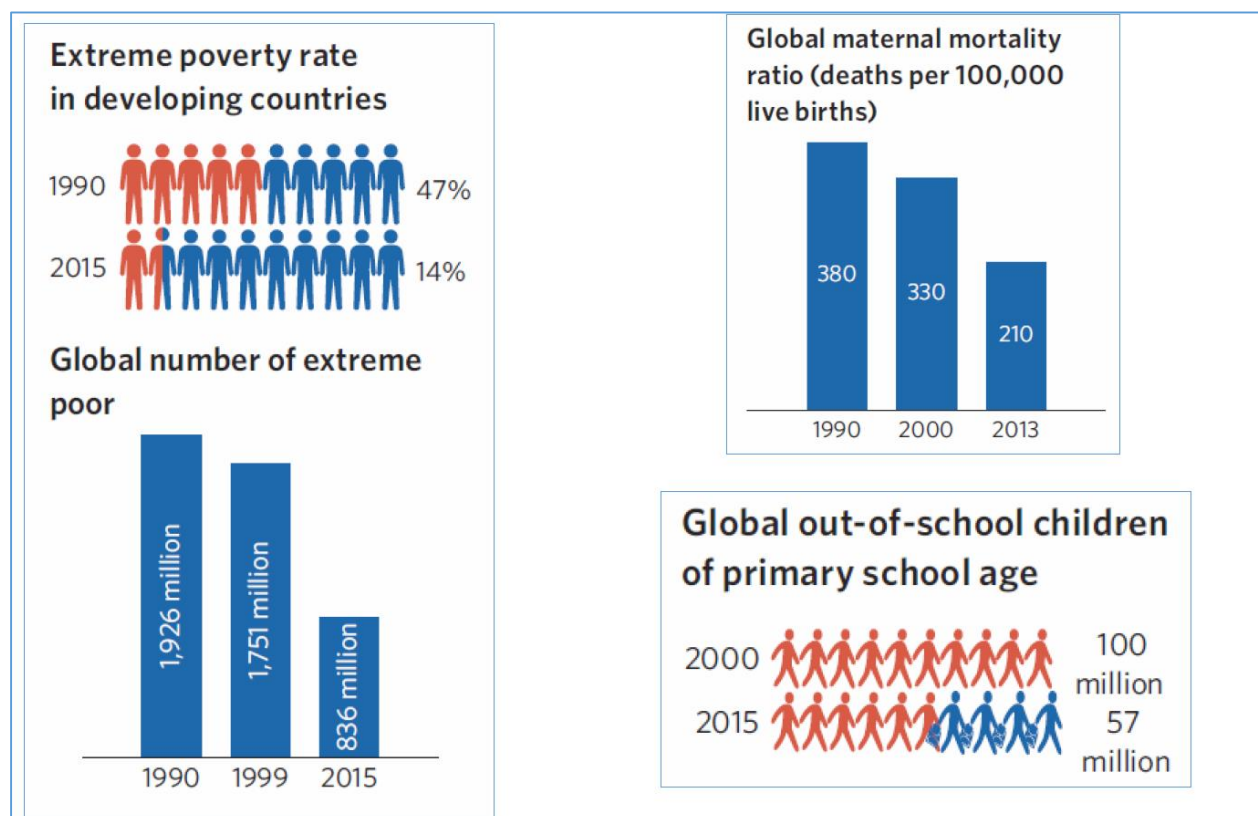 Extreme poverty rate
in developing countries
1990
47%
2015
14%
Global number of extreme
poor
1,926 million
1,751 million
836 million
1990 1999 2015
Global maternal mortality
ratio (deaths per 100,000
live births)
380
330
210
1990 2000 2013
Global out-of-school children
of primary school age
2000
100
million
2015
57
million